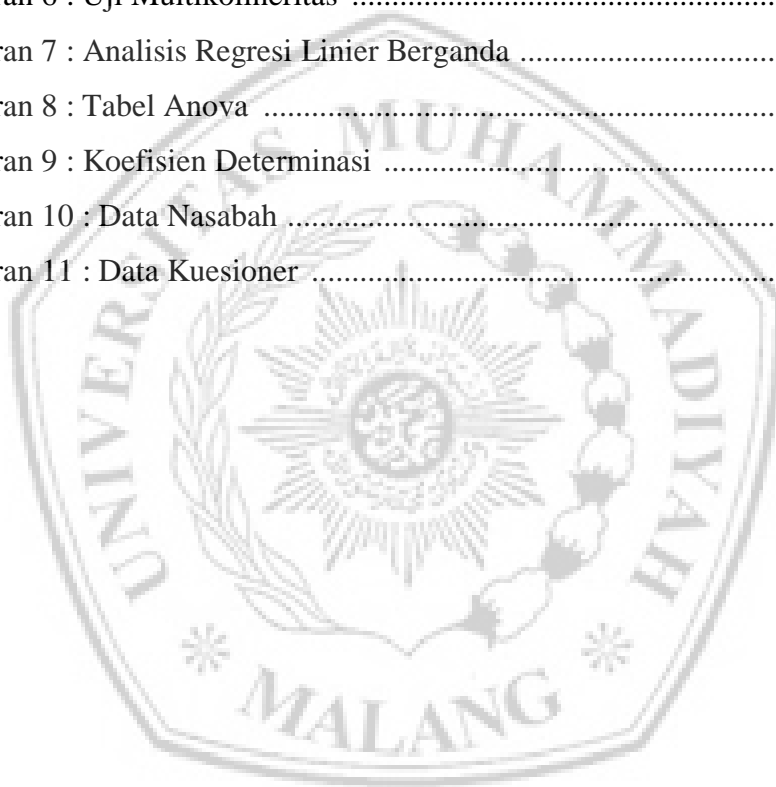 ran 6 : Uji Multikolineritas ..........................................................
ran 7 : Analisis Regresi Linier Berganda ....................................
ran 8 : Tabel Anova .....................................................................
ran 9 : Koefisien Determinasi .....................................................
ran 10 : Data Nasabah .................................................................
ran 11 : Data Kuesioner ..............................................................
UNIVERSITAS MUHAMMADIYAH
MALANG